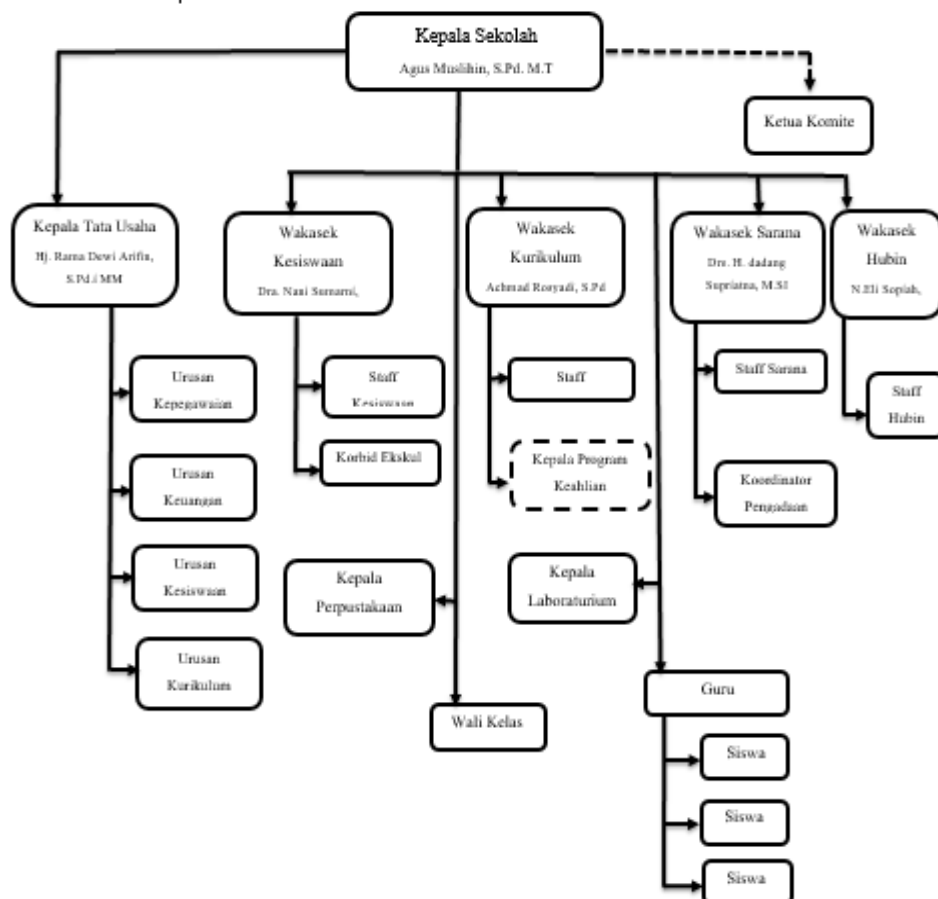 Kepala Sekolah
Agus Muslihin, S.Pd. M.T
Ketua Komite
Kepala Tata Usaha
Hj. Rama Dewi Arifin,
S.Pd.i MM
Wakasek
Kesiswaan
Dra. Nani Sumarni,
Wakasek
Kurikulum
Achmad Rosyadi, S.Pd
Wakasek Sarana
Drs. H. dadang
Supriatna, M.SI
Wakasek
Hubin
N.Eli Sopiah,
Urusan
Kepegawaian
Staff
Kesiswaan
Staff
Staff Sarana
Staff
Hubin
Korbid Ekskul
Kepala Program
Keahlian
Urusan
Keuangan
Koordinator
Pengadaan
Urusan
Kesiswaan
Kepala
Perpustakaan
Kepala
Laboraturium
Urusan
Kurikulum
Wali Kelas
Guru
Siswa
Siswa
Siswa